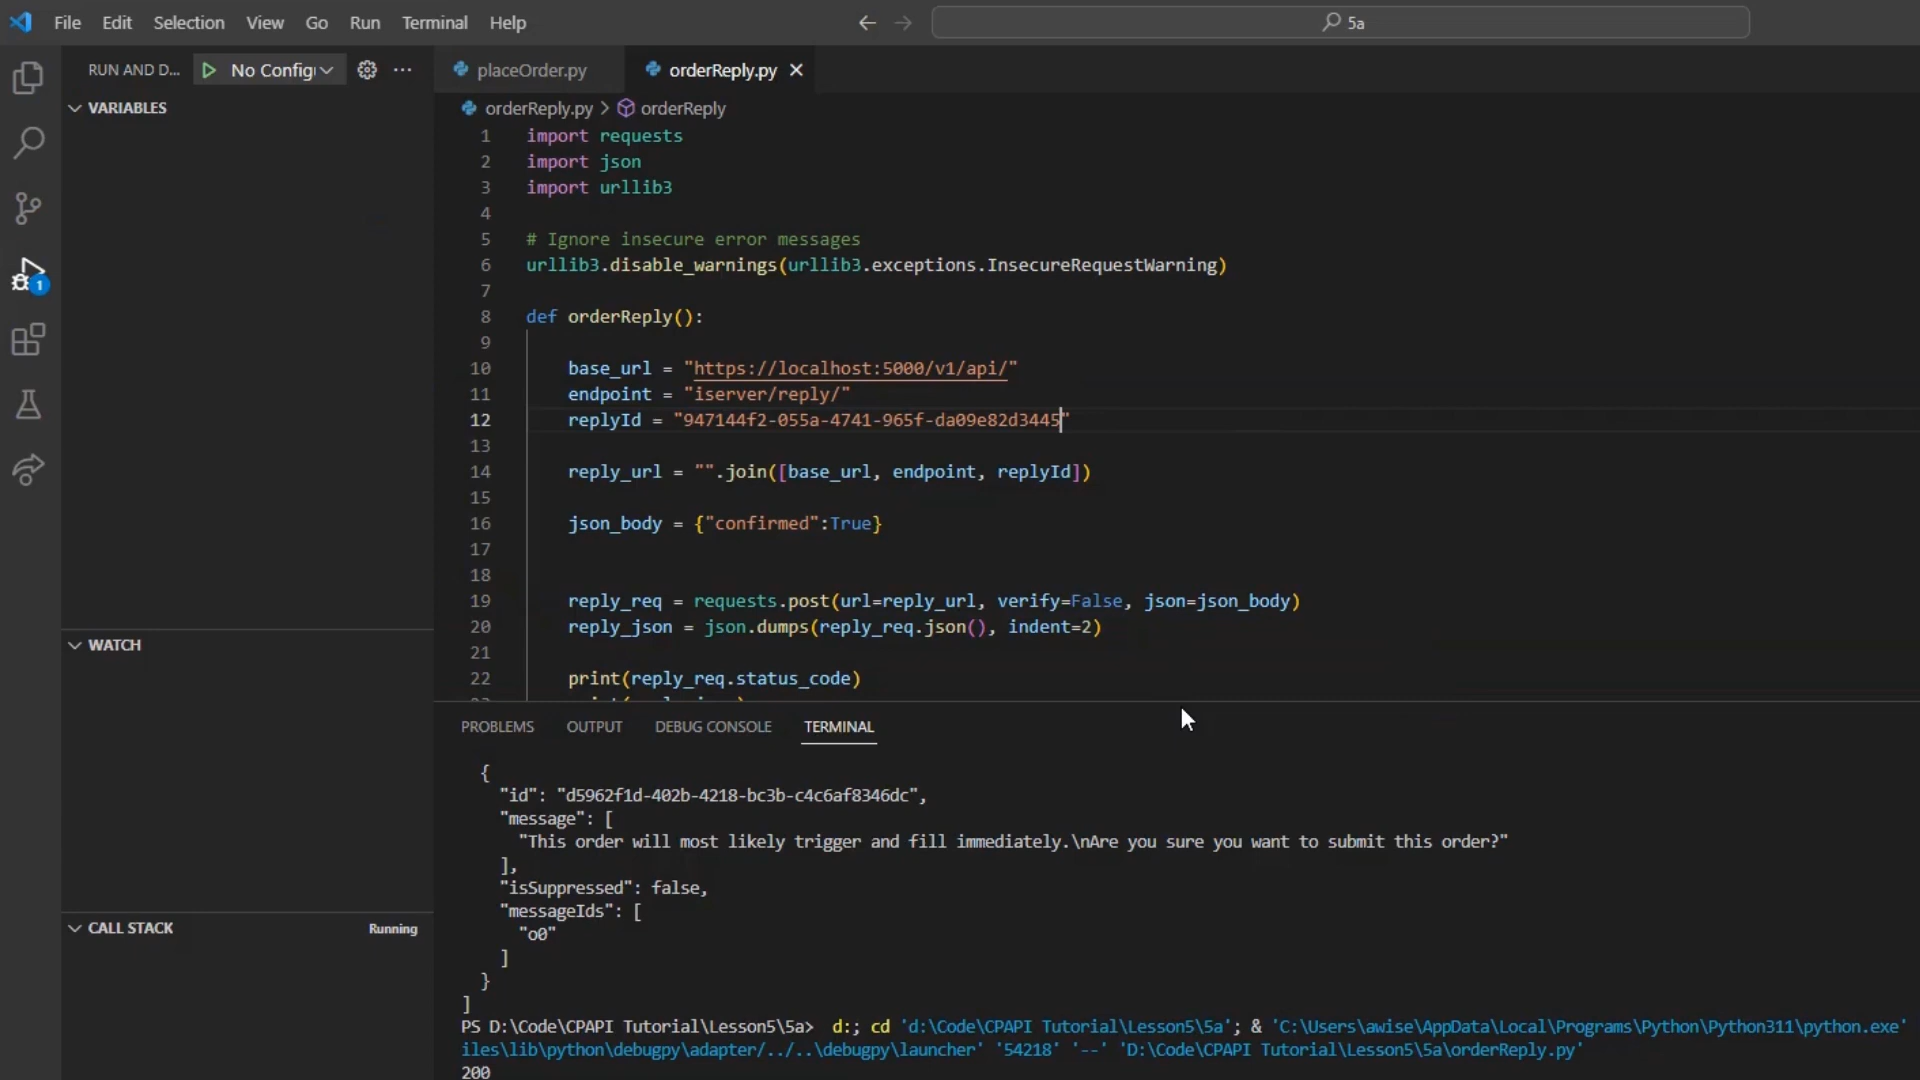 File Edit Selection View Go Run Terminal Help
5a
RUN AND D... No Config
placeOrder.py orderReply.py
VARIABLES
orderReply.py > orderReply
1 import requests
2 import json
3 import urllib3
4
5 # Ignore insecure error messages
6 urllib3.disable_warnings(urllib3.exceptions.InsecureRequestWarning)
7
8 def orderReply():
9
10 base_url = "https://localhost:5000/v1/api/"
11 endpoint = "iserver/reply/"
12 replyId = "947144f2-055a-4741-965f-da09e82d3445"
13
14 reply_url = "".join([base_url, endpoint, replyId])
15
16 json_body = {"confirmed":True}
17
18
19 reply_req = requests.post(url=reply_url, verify=False, json=json_body)
20 reply_json = json.dumps(reply_req.json(), indent=2)
21
22 print(reply_req.status_code)
1
WATCH
CALL STACK Running
PROBLEMS OUTPUT DEBUG CONSOLE TERMINAL
{
"id": "d5962f1d-402b-4218-bc3b-c4c6af8346dc",
"message": [
"This order will most likely trigger and fill immediately.\nAre you sure you want to submit this order?"
],
"isSuppressed": false,
"messageIds": [
"o0"
]
}
]
PS D:\Code\CPAPI Tutorial\Lesson5\5a> d:; cd 'd:\Code\CPAPI Tutorial\Lesson5\5a'; & 'C:\Users\awise\AppData\Local\Programs\Python\Python311\python.exe'
iles\lib\python\debugpy\adapter/../..\debugpy\launcher' '54218' '--' 'D:\Code\CPAPI Tutorial\Lesson5\5a\orderReply.py'
200